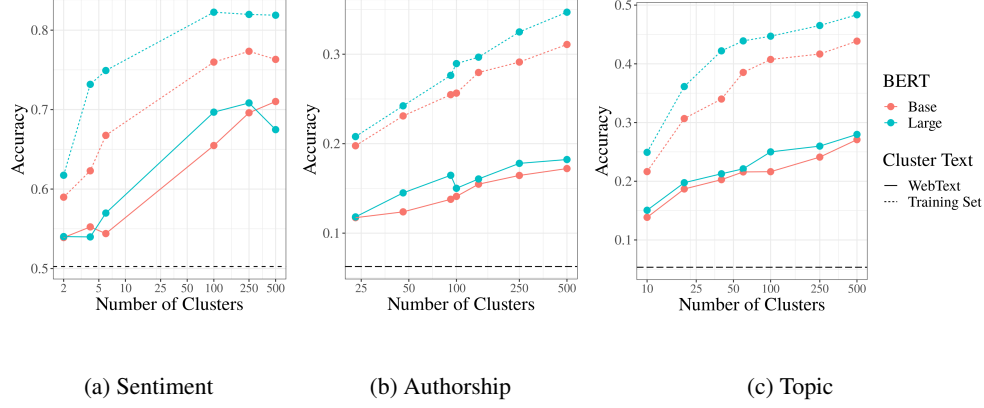 0.8
0.7
0.6
0.5
Accuracy
2 5 10 25 50 100 250 500
Number of Clusters
(a) Sentiment
0.3
0.2
0.1
Accuracy
25 50 100 250 500
Number of Clusters
(b) Authorship
0.5
0.4
0.3
0.2
0.1
Accuracy
10 25 50 100 250 500
Number of Clusters
(c) Topic
BERT
Base
Large
Cluster Text
WebText
Training Set